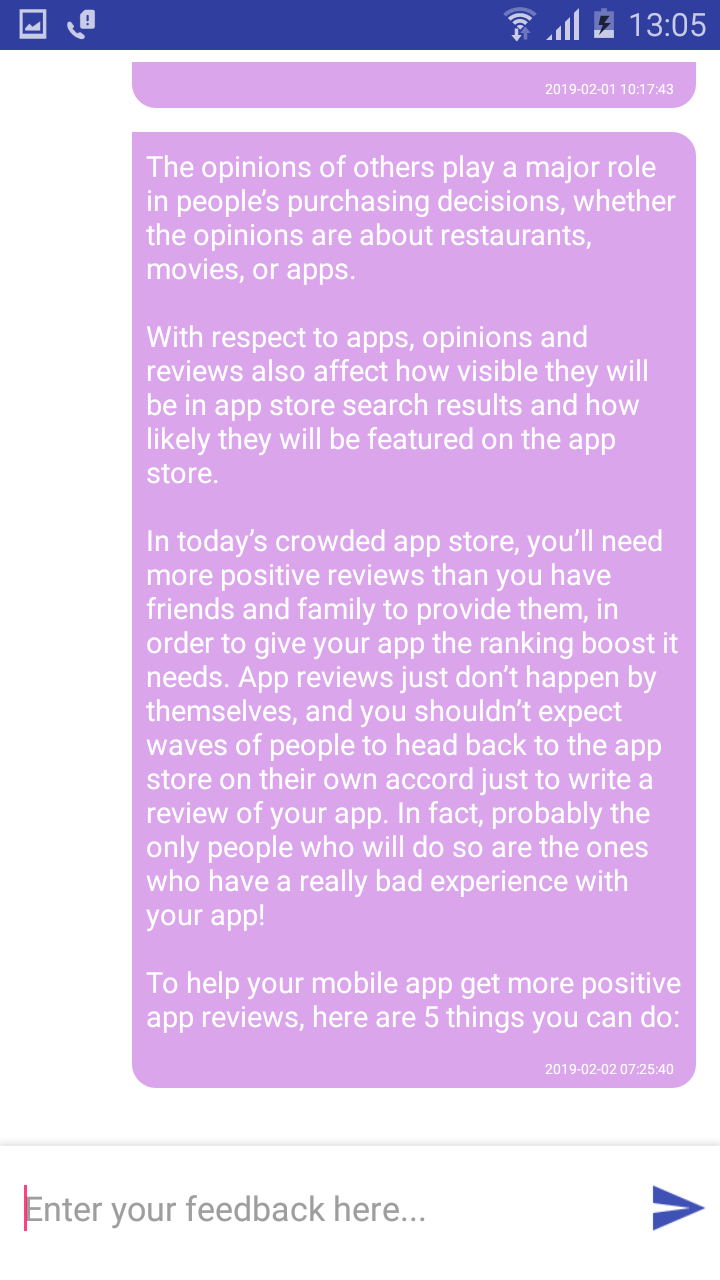 13:05
2019-02-01 10:17:43
The opinions of others play a major role
in people’s purchasing decisions, whether
the opinions are about restaurants,
movies, or apps.
With respect to apps, opinions and
reviews also affect how visible they will
be in app store search results and how
likely they will be featured on the app
store.
In today’s crowded app store, you’ll need
more positive reviews than you have
friends and family to provide them, in
order to give your app the ranking boost it
needs. App reviews just don’t happen by
themselves, and you shouldn’t expect
waves of people to head back to the app
store on their own accord just to write a
review of your app. In fact, probably the
only people who will do so are the ones
who have a really bad experience with
your app!
To help your mobile app get more positive
app reviews, here are 5 things you can do:
2019-02-02 07:25:40
Enter your feedback here...